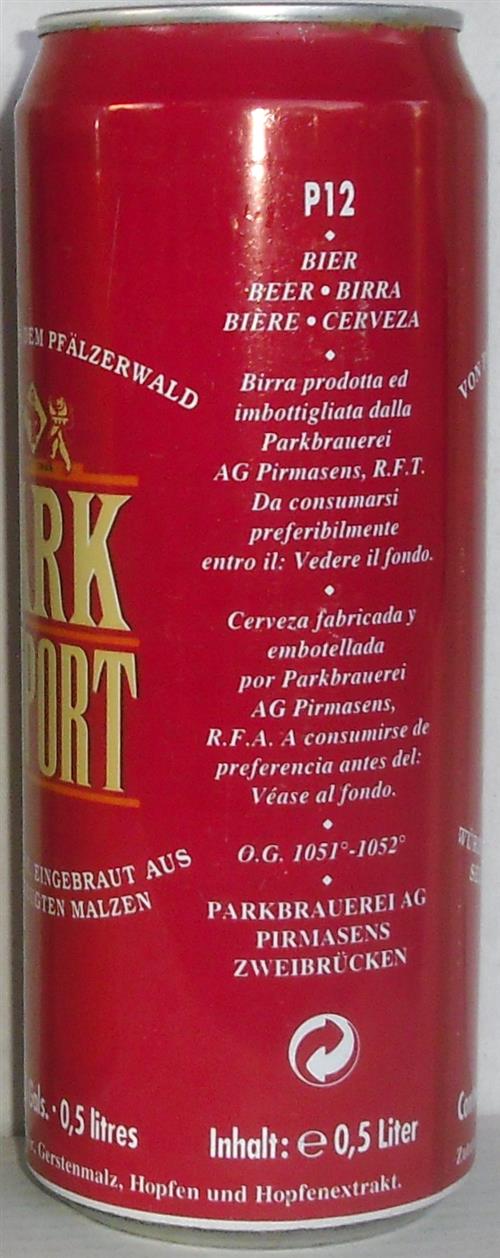 P12
BIER
BEER • BIRRA
BIÈRE • CERVEZA
Birra prodotta ed
imbottigliata dalla
Parkbrauerei
AG Pirmasens, R.F.T.
Da consumarsi
preferibilmente
entro il: Vedere il fondo.
Cerveza fabricada y
embotellada
por Parkbrauerei
AG Pirmasens,
R.F.A. A consumirse de
preferencia antes del:
Véase al fondo.
O.G. 1051°-1052°
PARKBRAUEREI AG
PIRMASENS
ZWEIBRÜCKEN
Inhalt: ℮ 0,5 Liter
PFÄLZERWALD
ARK
PORT
EINGEBRAUT AUS
MALZEN
Gals. · 0,5 litres
Gerstenmalz, Hopfen und Hopfenextrakt.
VON